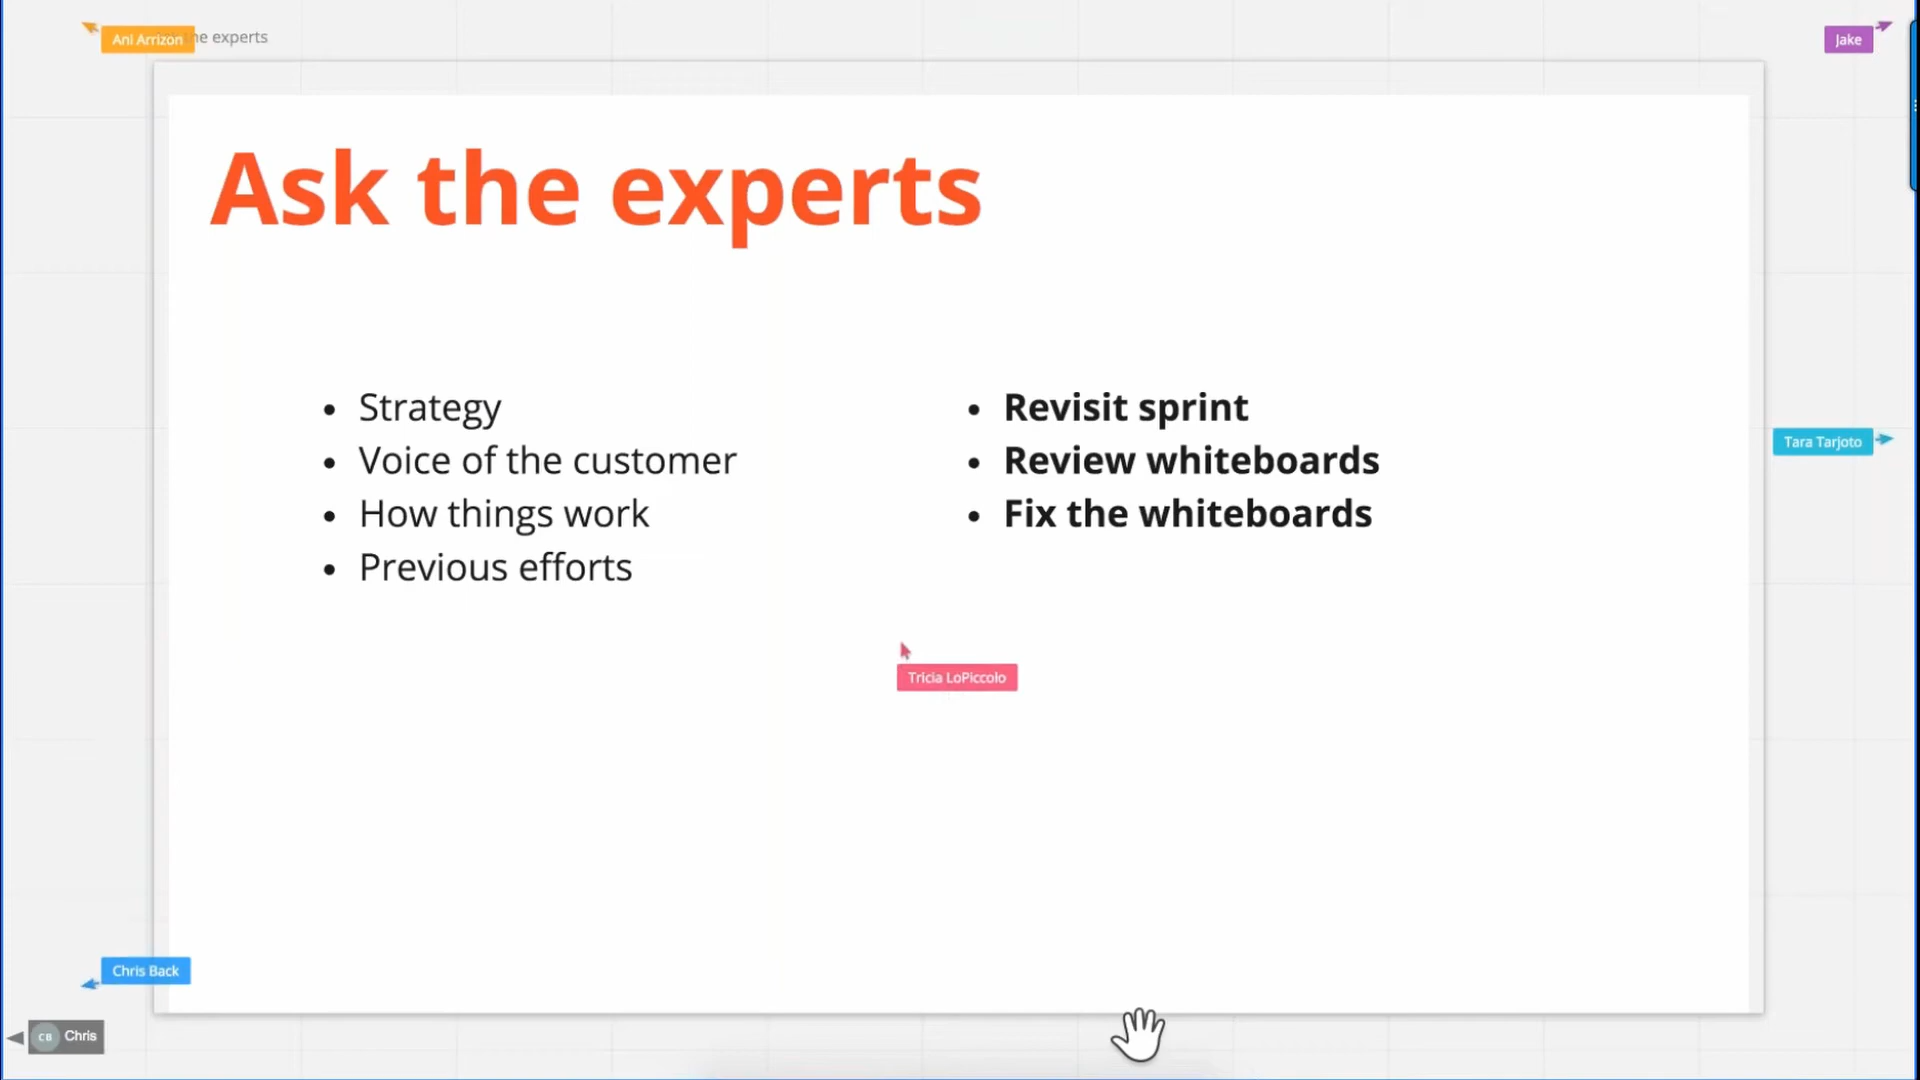 Ani Arrizon
he experts
Jake
Ask the experts
• Strategy
• Voice of the customer
• How things work
• Previous efforts
• Revisit sprint
• Review whiteboards
• Fix the whiteboards
Tara Tarjoto
Tricia LoPiccolo
Chris Back
CB Chris